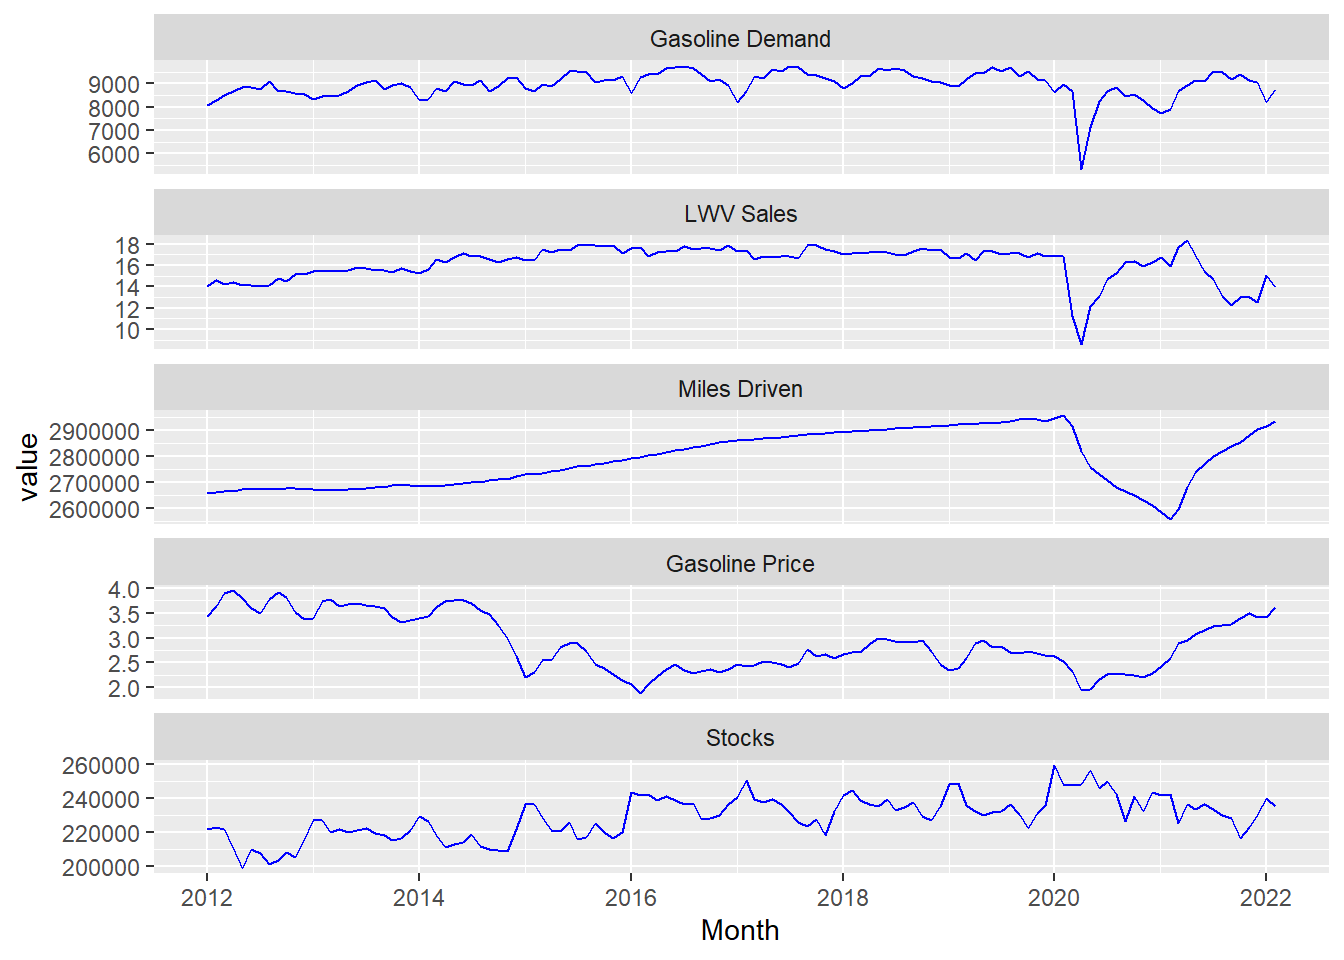 Gasoline Demand
9000
8000
7000
6000
LWV Sales
18
16
14
12
10
Miles Driven
2900000
2800000
2700000
2600000
value
Gasoline Price
4.0
3.5
3.0
2.5
2.0
Stocks
260000
240000
220000
200000
2012 2014 2016 2018 2020 2022
Month